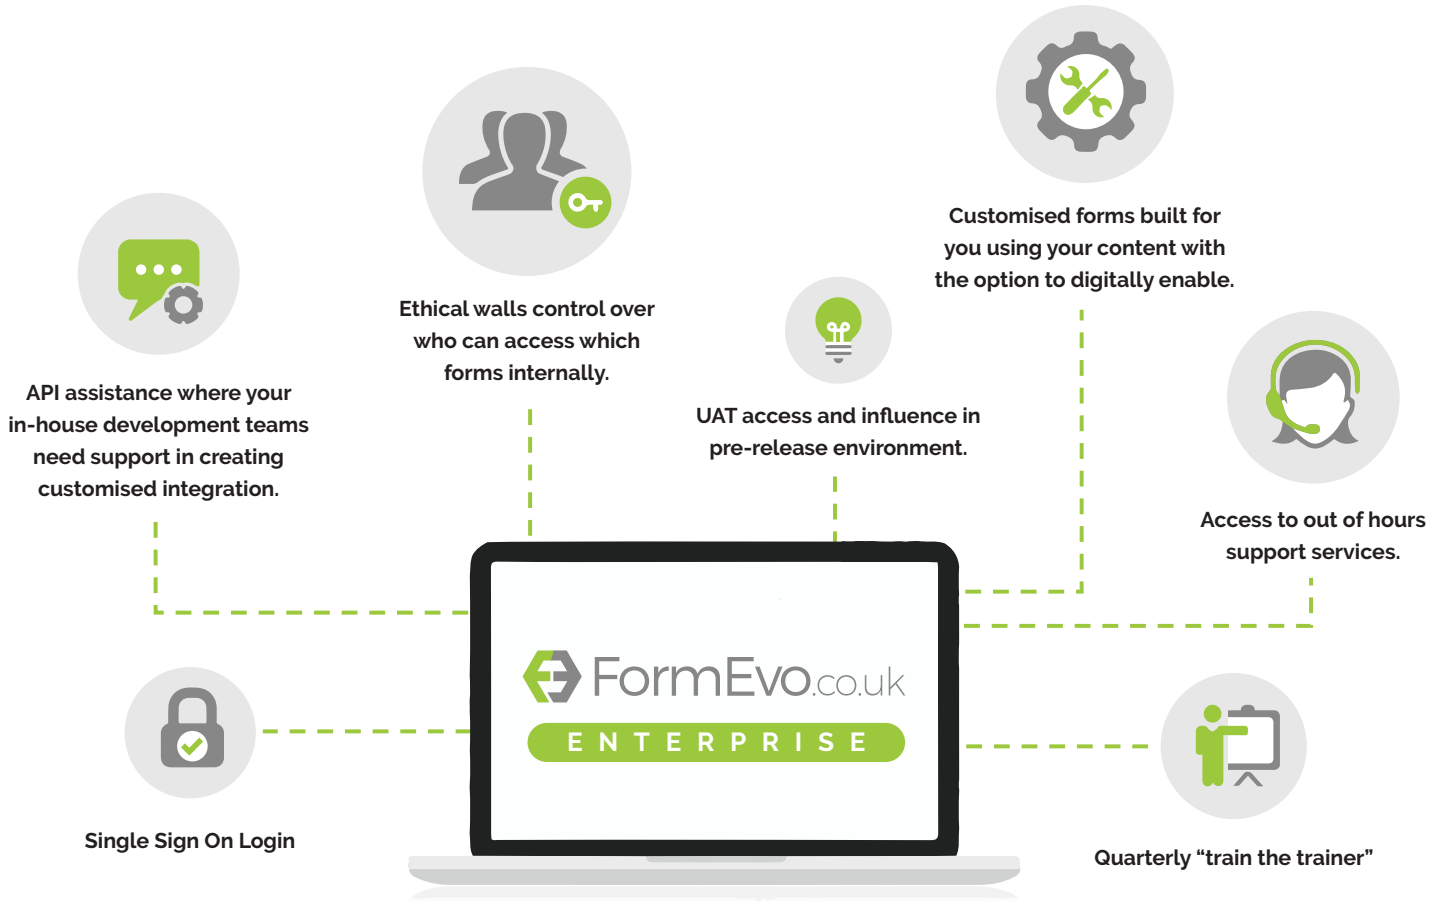 Customised forms built for
you using your content with
the option to digitally enable.
Ethical walls control over
who can access which
forms internally.
API assistance where your
in-house development teams
need support in creating
customised integration.
UAT access and influence in
pre-release environment.
Access to out of hours
support services.
FormEvo.co.uk
ENTERPRISE
Single Sign On Login
Quarterly “train the trainer”